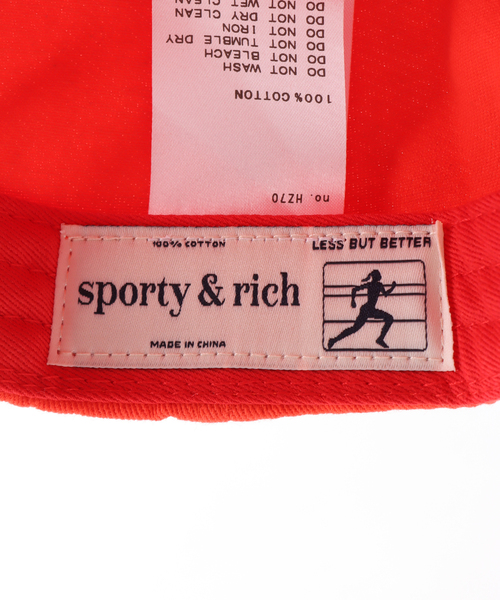 no. HZ70
100% COTTON
DO NOT WASH
DO NOT BLEACH
DO NOT TUMBLE DRY
DO NOT IRON
DO NOT DRY CLEAN
DO NOT WET CLEAN
100% COTTON
LESS BUT BETTER
sporty & rich
MADE IN CHINA